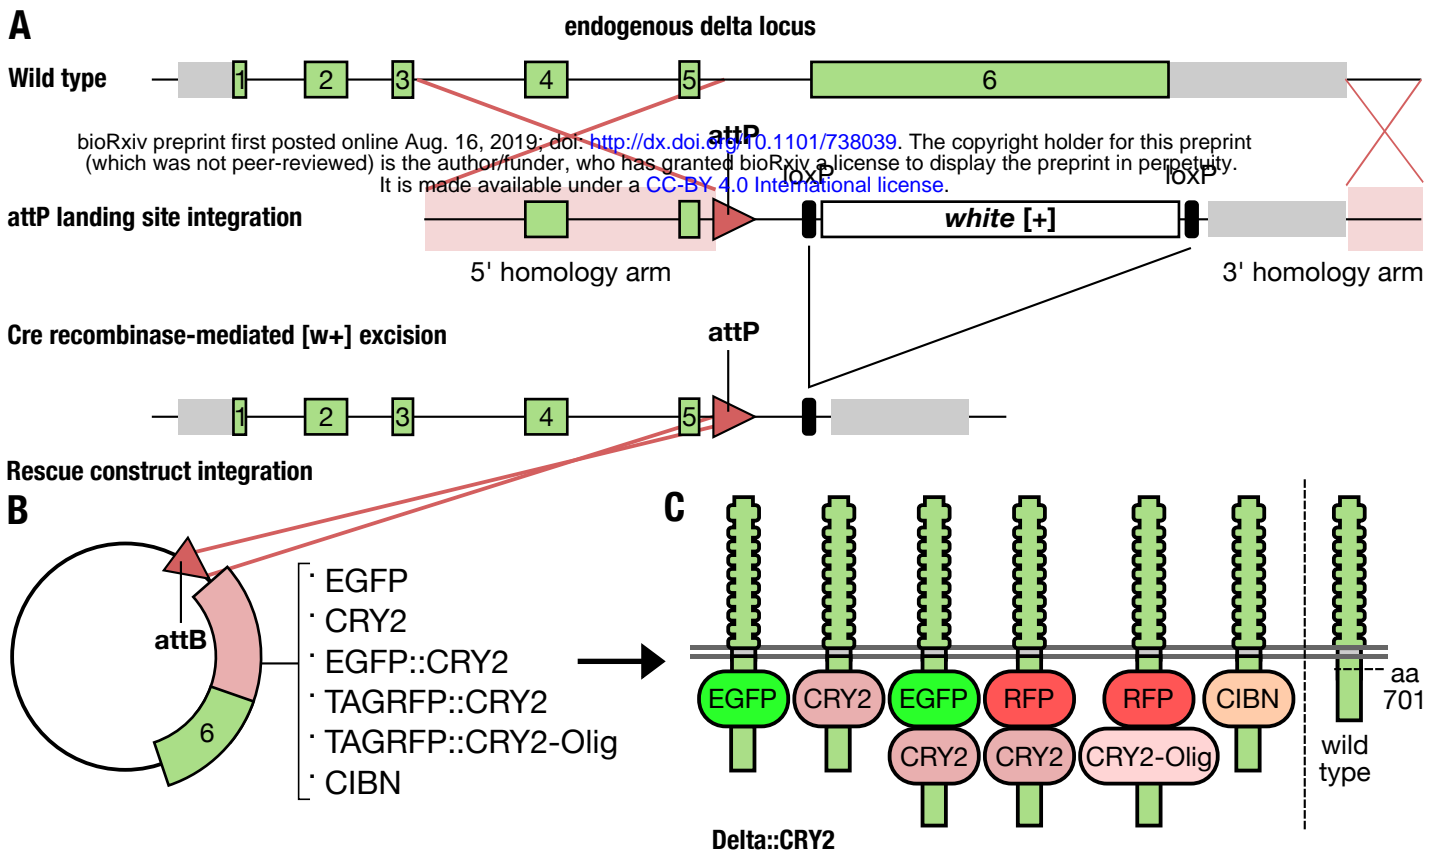 A
endogenous delta locus
Wild type
1 2 3 4 5 6
bioRxiv preprint first posted online Aug. 16, 2019; doi: http://dx.doi.org/10.1101/738039. The copyright holder for this preprint
(which was not peer-reviewed) is the author/funder, who has granted bioRxiv a license to display the preprint in perpetuity.
It is made available under a CC-BY 4.0 International license.
attP
loxP loxP
attP landing site integration
white [+]
5' homology arm 3' homology arm
Cre recombinase-mediated [w+] excision
attP
1 2 3 4 5
Rescue construct integration
B
attB
6
· EGFP
· CRY2
· EGFP::CRY2
· TAGRFP::CRY2
· TAGRFP::CRY2-Olig
· CIBN
C
EGFP CRY2 EGFP RFP RFP CIBN
CRY2 CRY2 CRY2-Olig
aa
701
wild
type
Delta::CRY2